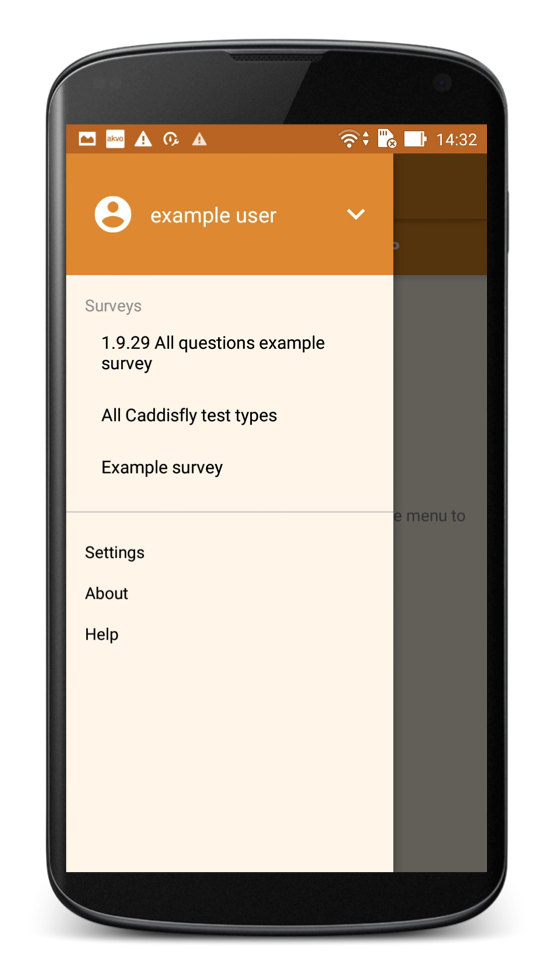 akvo
14:32
example user
Surveys
1.9.29 All questions example
survey
All Caddisfly test types
Example survey
e menu to
Settings
About
Help